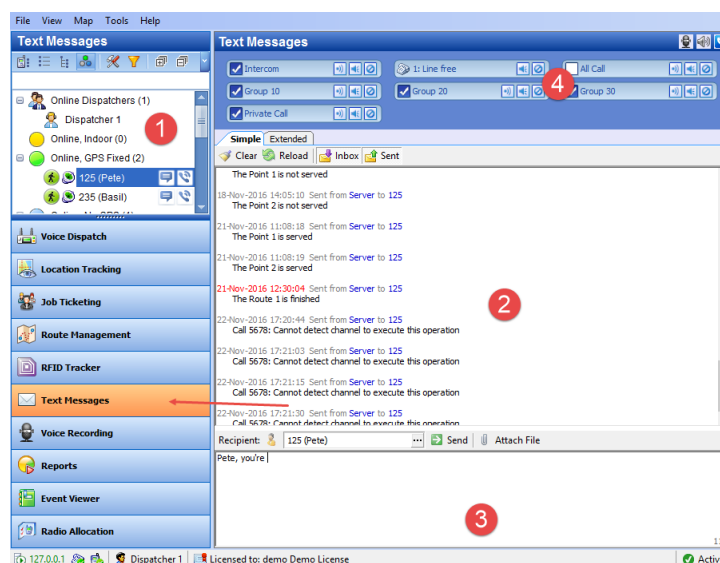 File View Map Tools Help
Text Messages
Online Dispatchers (1)
Dispatcher 1
Online, Indoor (0)
Online, GPS Fixed (2)
125 (Pete)
235 (Basil)
1
Voice Dispatch
Location Tracking
Job Ticketing
Route Management
RFID Tracker
Text Messages
Voice Recording
Reports
Event Viewer
Radio Allocation
Text Messages
Intercom
1: Line free
All Call
Group 10
Group 20
Group 30
Private Call
4
Simple Extended
Clear Reload Inbox Sent
The Point 1 is not served
18-Nov-2016 14:05:10 Sent from Server to 125
The Point 2 is not served
21-Nov-2016 11:08:18 Sent from Server to 125
The Point 1 is served
21-Nov-2016 11:08:19 Sent from Server to 125
The Point 2 is served
21-Nov-2016 12:30:04 Sent from Server to 125
The Route 1 is finished
2
22-Nov-2016 17:20:44 Sent from Server to 125
Call 5678: Cannot detect channel to execute this operation
22-Nov-2016 17:21:03 Sent from Server to 125
Call 5678: Cannot detect channel to execute this operation
22-Nov-2016 17:21:15 Sent from Server to 125
Call 5678: Cannot detect channel to execute this operation
22-Nov-2016 17:21:30 Sent from Server to 125
Call 5678: Cannot detect channel to execute this operation
Recipient: 125 (Pete) ... Send Attach File
Pete, you're
3
127.0.0.1 Dispatcher 1 Licensed to: demo Demo License Activ